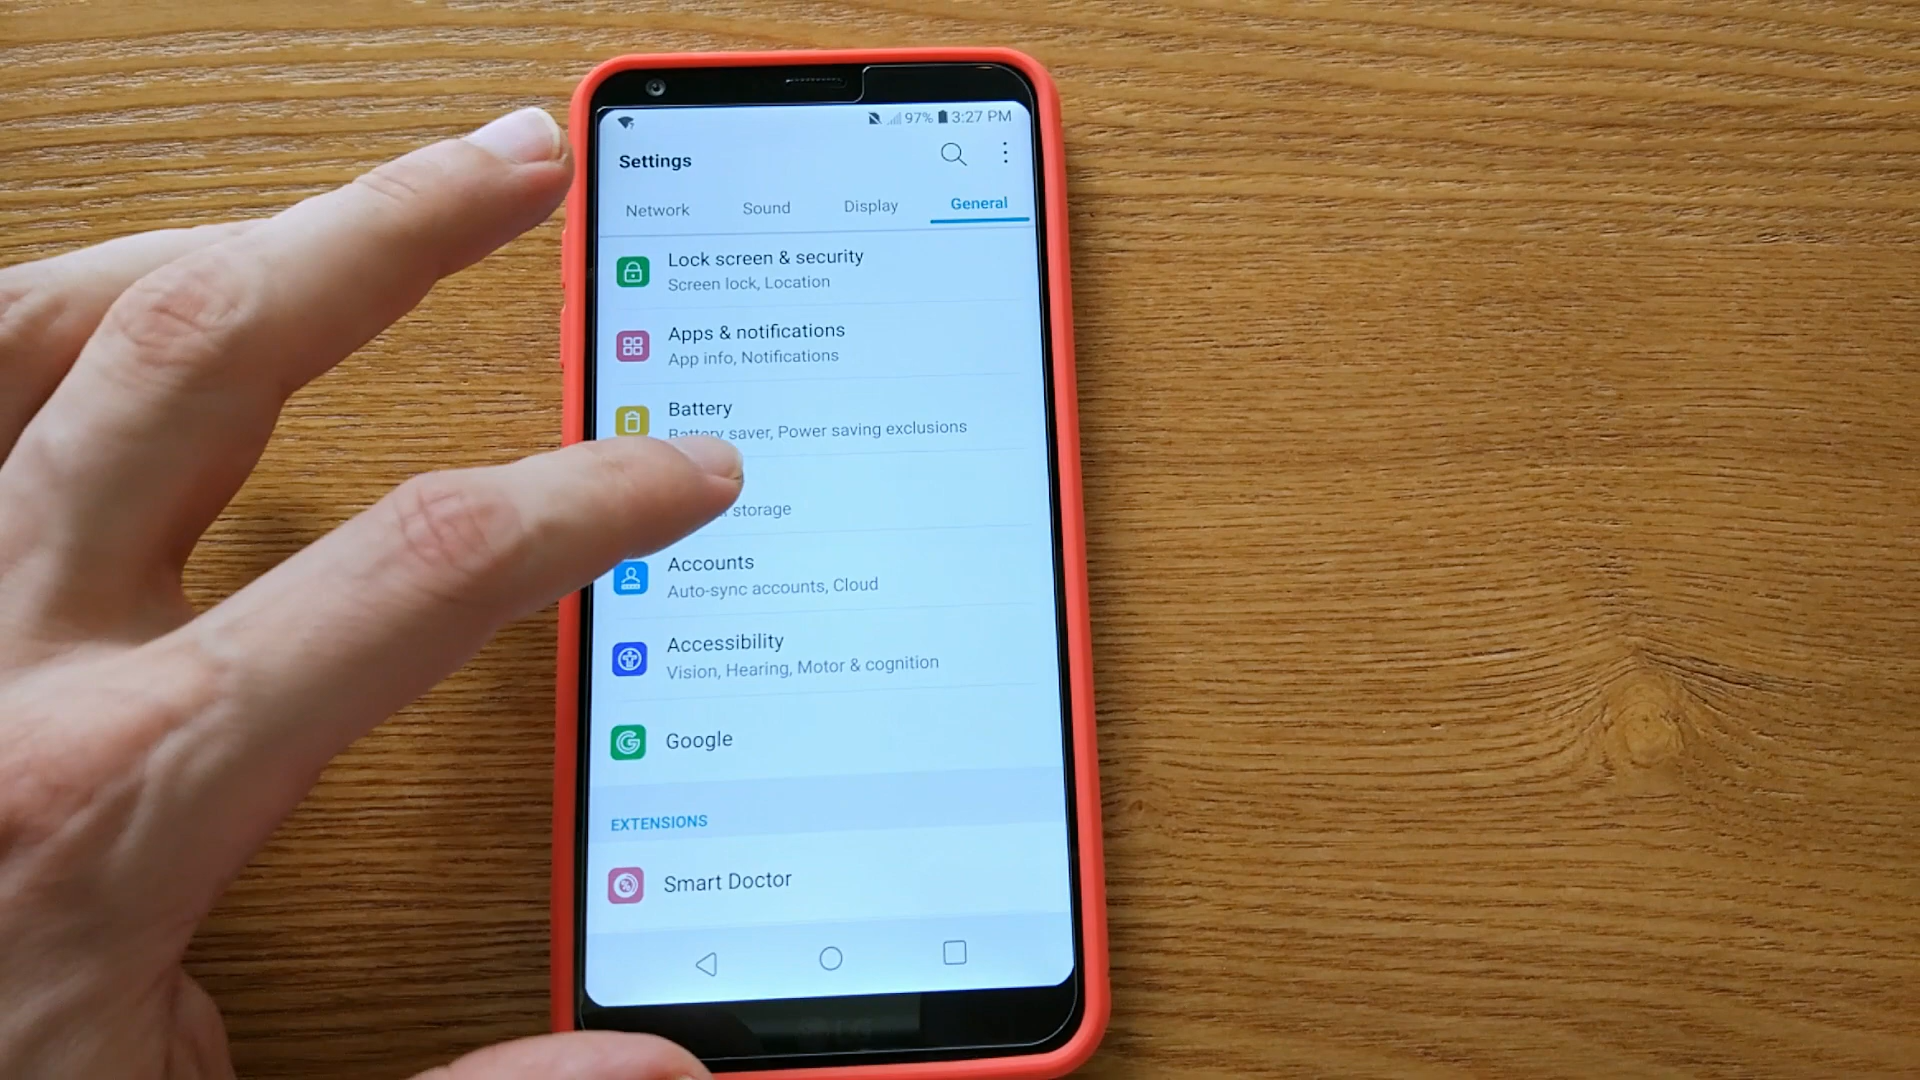 97% 3:27 PM
Settings
Network Sound Display General
Lock screen & security
Screen lock, Location
Apps & notifications
App info, Notifications
Battery
Battery saver, Power saving exclusions
storage
Accounts
Auto-sync accounts, Cloud
Accessibility
Vision, Hearing, Motor & cognition
Google
EXTENSIONS
Smart Doctor